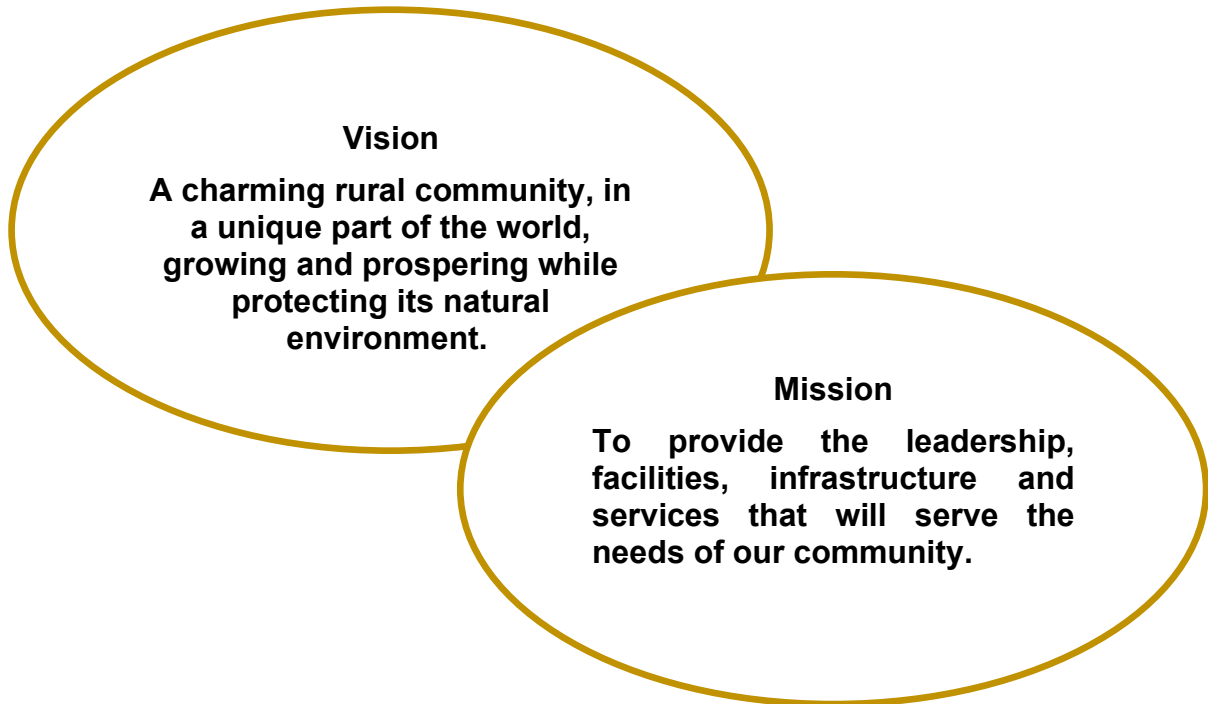 Vision
A charming rural community, in
a unique part of the world,
growing and prospering while
protecting its natural
environment.
Mission
To provide the leadership,
facilities, infrastructure and
services that will serve the
needs of our community.